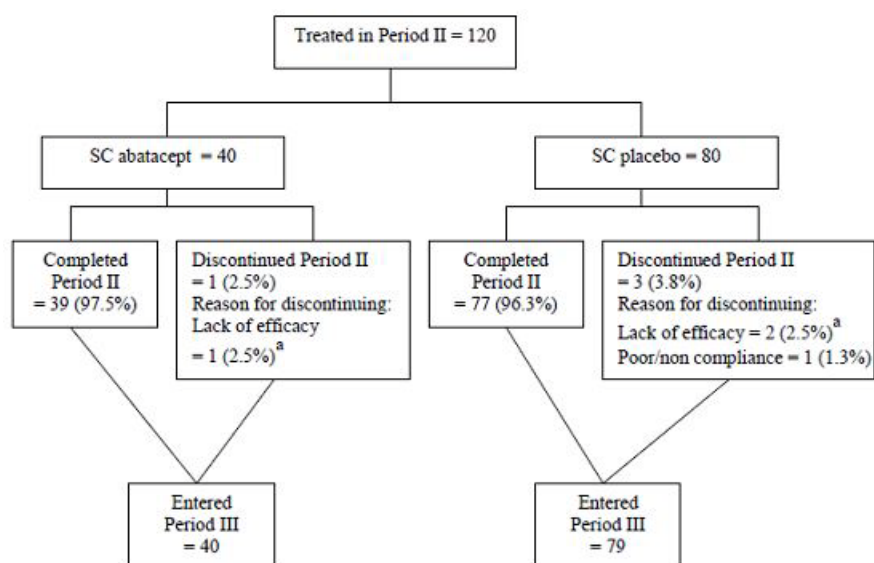 Treated in Period II = 120
SC abatacept = 40
SC placebo = 80
Completed
Period II
= 39 (97.5%)
Discontinued Period II
= 1 (2.5%)
Reason for discontinuing:
Lack of efficacy
= 1 (2.5%)a
Completed
Period II
= 77 (96.3%)
Discontinued Period II
= 3 (3.8%)
Reason for discontinuing:
Lack of efficacy = 2 (2.5%)a
Poor/non compliance = 1 (1.3%)
Entered
Period III
= 40
Entered
Period III
= 79